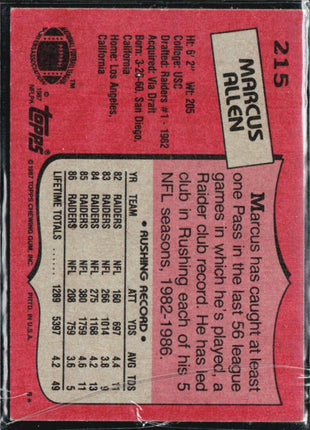 215
MARCUS
ALLEN
Ht: 6' 2" Wt: 205
College: USC
Drafted: Raiders #1 - 1982
Acquired: Via Draft
Born: 3-26-60, San Diego,
California
Home: Los Angeles,
California
© 1987
NFLPA
TM
topps
© 1987 TOPPS CHEWING GUM, INC.
PRTD. IN U.S.A.
Marcus has caught at least
one Pass in the last 56 league
games in which he's played, a
Raider club record. He has led
club in Rushing each of his 5
NFL seasons, 1982-1986.
• RUSHING RECORD •
YR TEAM ATT YDS AVG TDS
82 RAIDERS NFL 160 697 4.4 11
83 RAIDERS NFL 266 1014 3.8 9
84 RAIDERS NFL 275 1168 4.2 13
85 RAIDERS NFL 380 1759 4.6 11
86 RAIDERS NFL 208 759 3.6 5
LIFETIME TOTALS . . . . 1289 5397 4.2 49